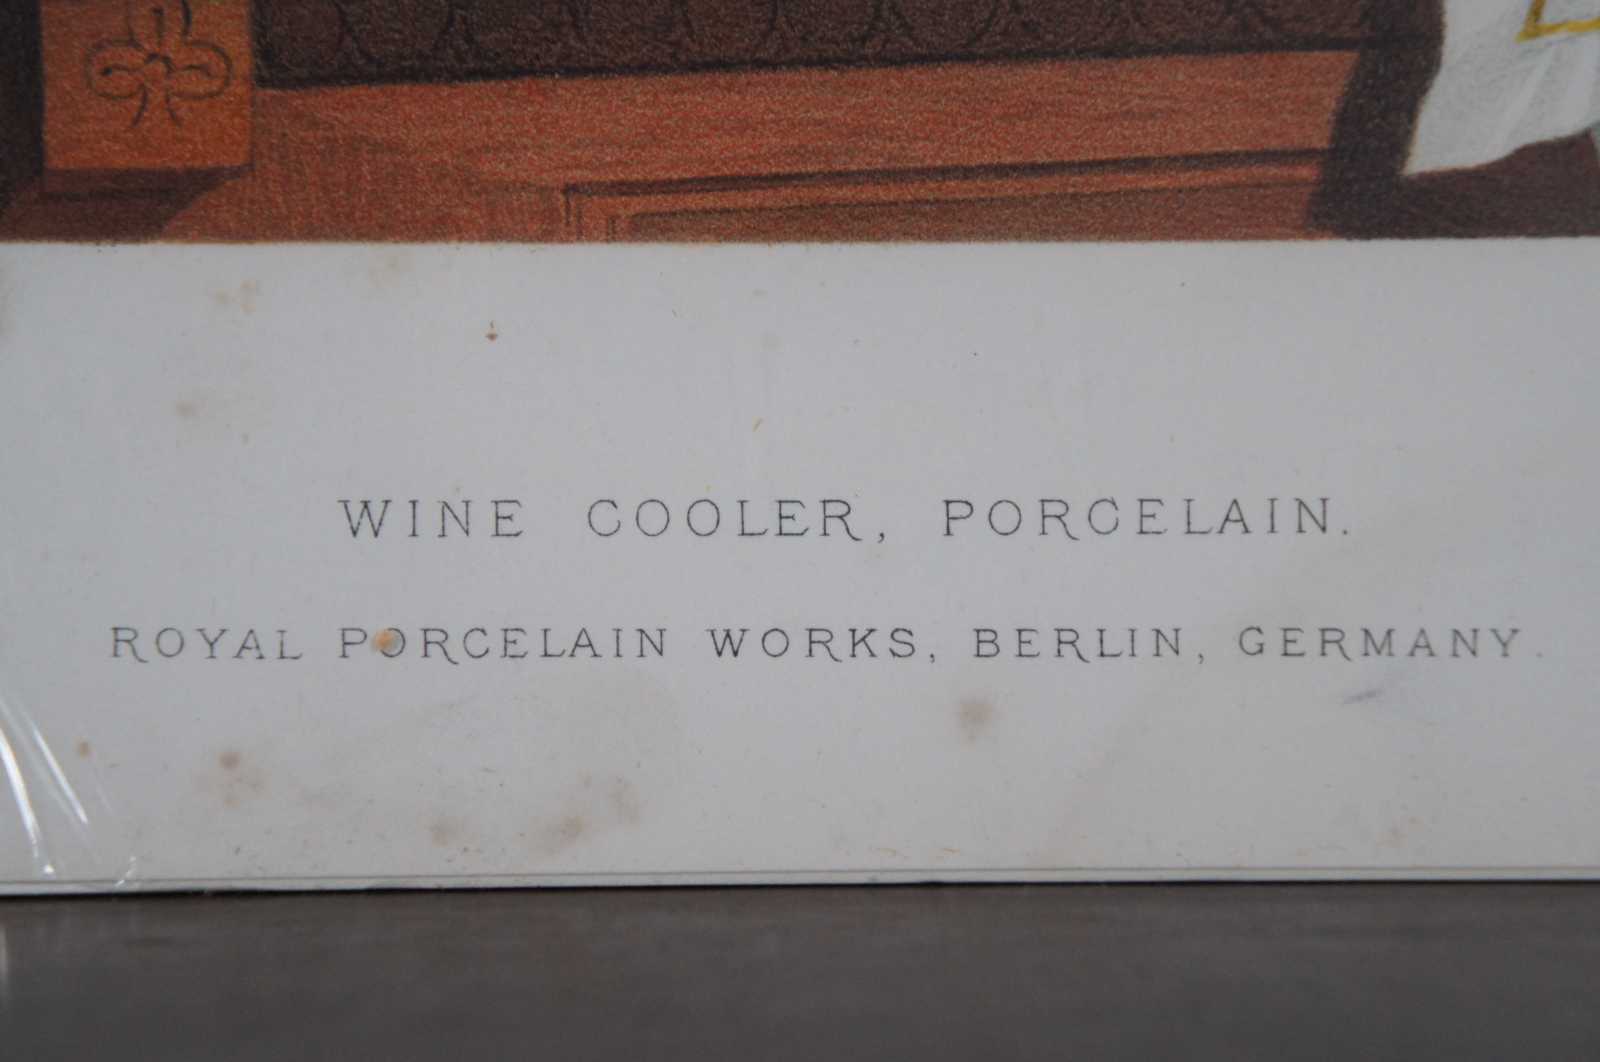 WINE COOLER, PORCELAIN.
ROYAL PORCELAIN WORKS, BERLIN, GERMANY.